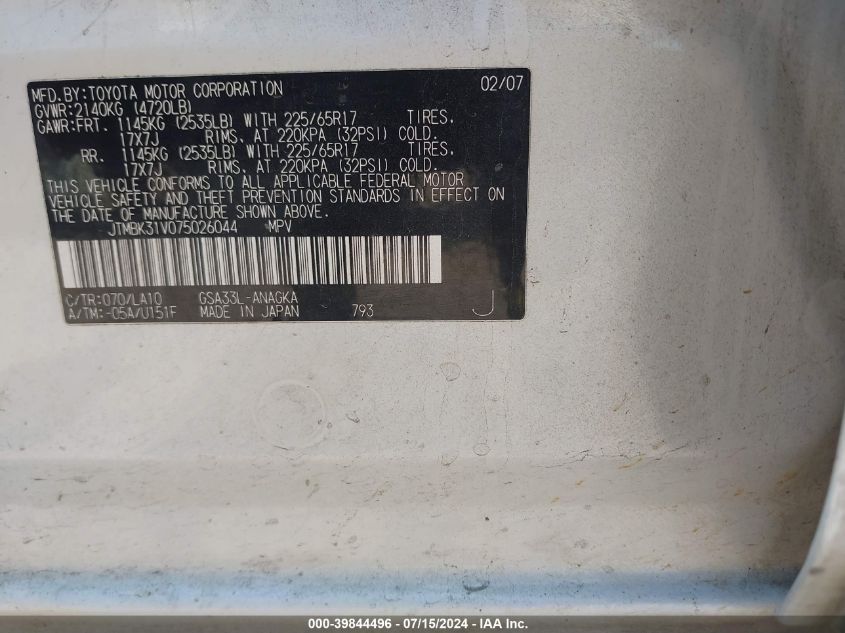 MFD.BY:TOYOTA MOTOR CORPORATION 02/07
GVWR:2140KG (4720LB)
GAWR:FRT. 1145KG (2535LB) WITH 225/65R17 TIRES.
17X7J RIMS. AT 220KPA (32PSI) COLD.
RR. 1145KG (2535LB) WITH 225/65R17 TIRES.
17X7J RIMS. AT 220KPA (32PSI) COLD.
THIS VEHICLE CONFORMS TO ALL APPLICABLE FEDERAL MOTOR
VEHICLE SAFETY AND THEFT PREVENTION STANDARDS IN EFFECT ON
THE DATE OF MANUFACTURE SHOWN ABOVE.
JTMBK31V075026044 MPV
C/TR:070/LA10 GSA33L-ANAGKA
A/TM:-05A/U151F MADE IN JAPAN 793 J
000-39844496 - 07/15/2024 - IAA Inc.